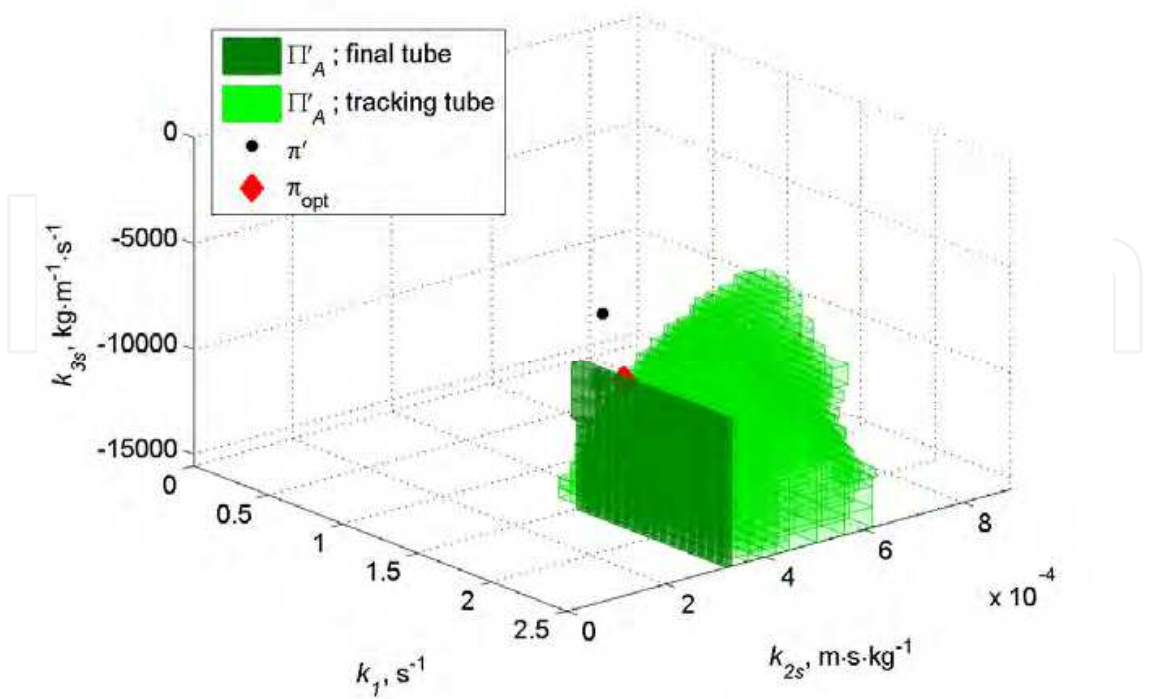 Π′A ; final tube
Π′A ; tracking tube
π′
πopt
0
-5000
-10000
-15000
k3s, kg·m-1·s-1
0
0.5
1
1.5
2
2.5
k1, s-1
0
2
4
6
8
x 10-4
k2s, m·s·kg-1